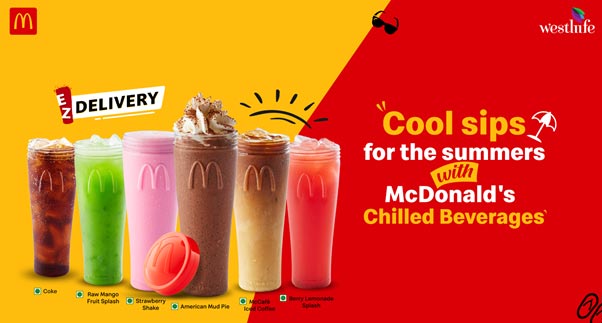 westlife
EZ
DELIVERY
Cool sips
for the summers
with
McDonald's
Chilled Beverages
Coke
Raw Mango
Fruit Splash
Strawberry
Shake
American Mud Pie
McCafe
Iced Coffee
Berry Lemonade
Splash